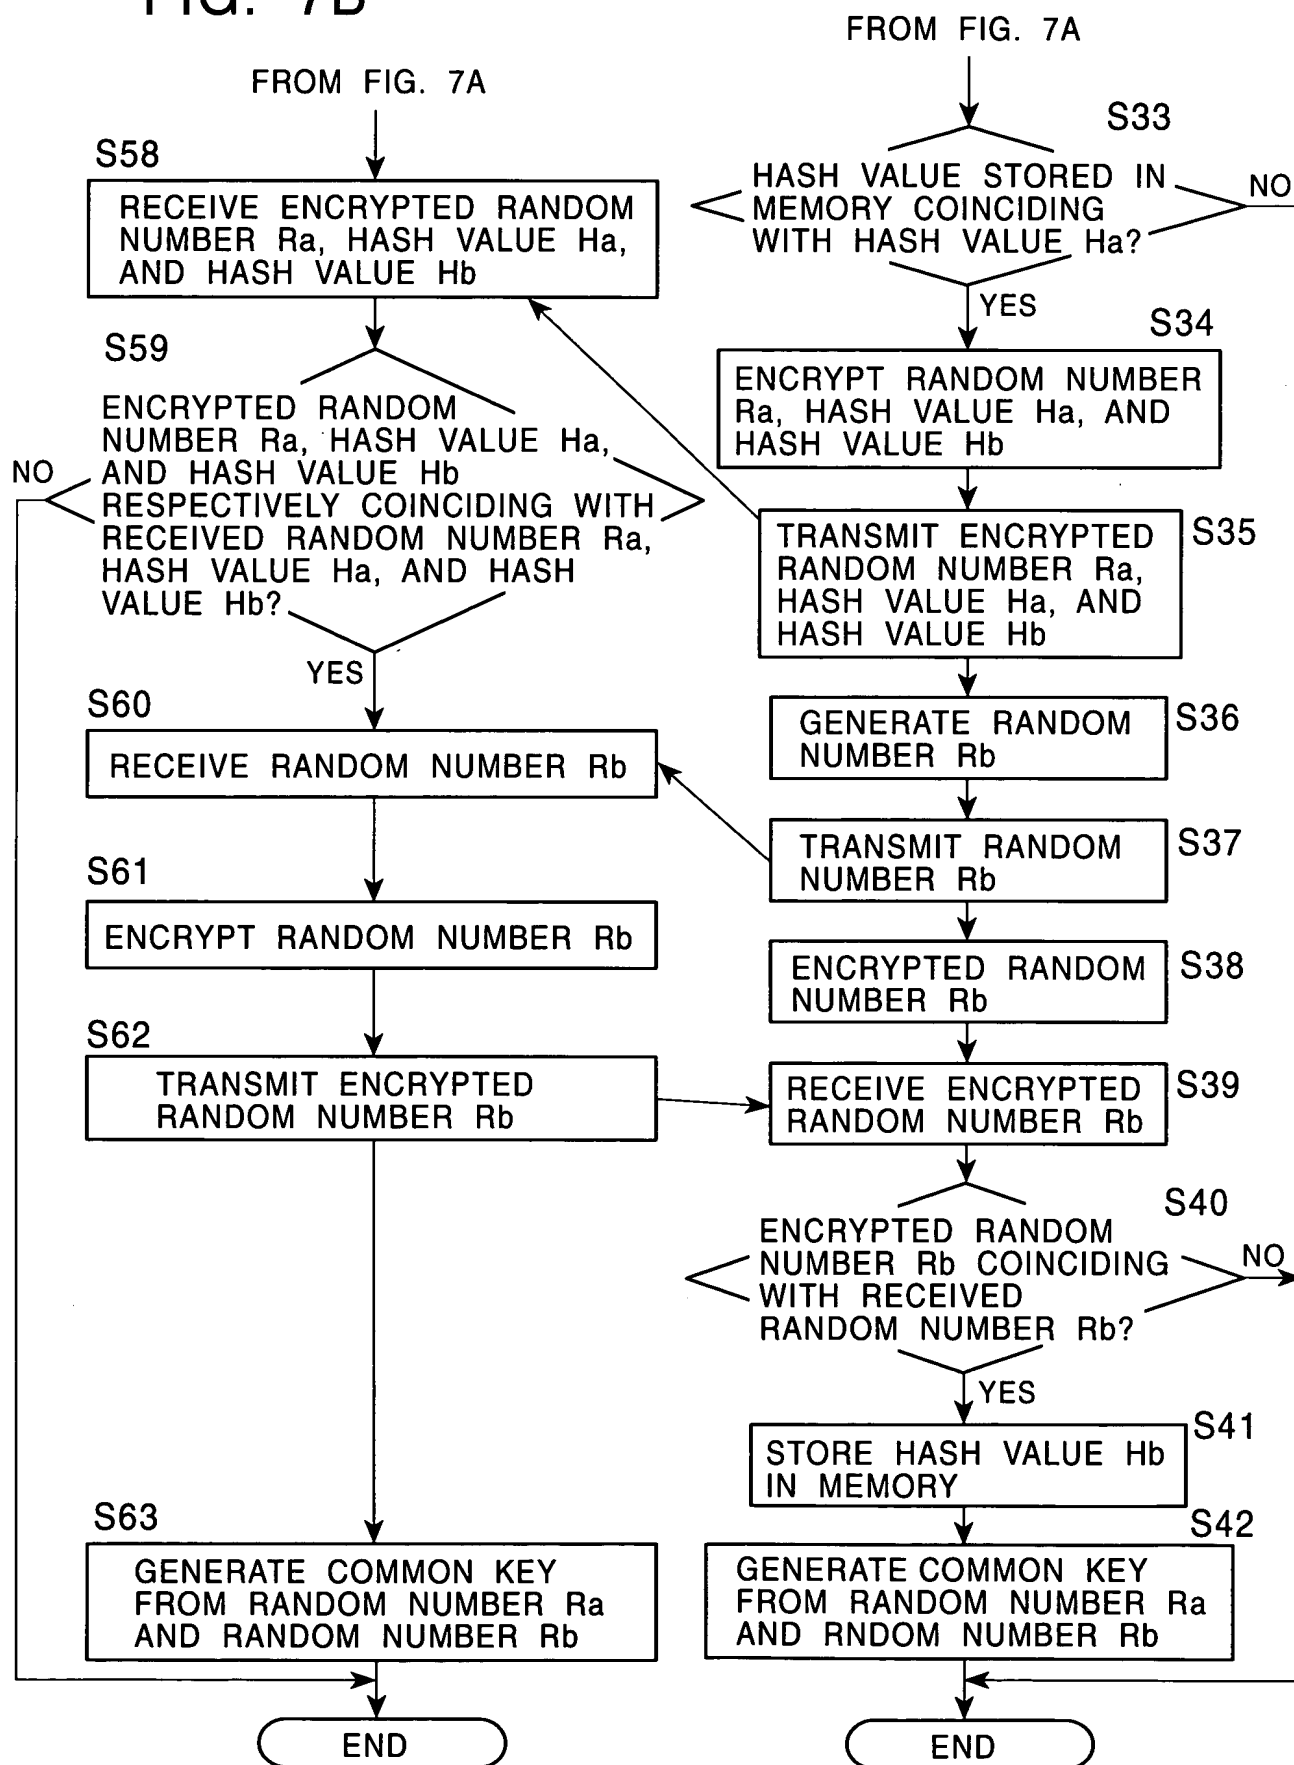 FIG. 7B
FROM FIG. 7A
S58
RECEIVE ENCRYPTED RANDOM
NUMBER Ra, HASH VALUE Ha,
AND HASH VALUE Hb
S59
ENCRYPTED RANDOM
NUMBER Ra, HASH VALUE Ha,
AND HASH VALUE Hb
RESPECTIVELY COINCIDING WITH
RECEIVED RANDOM NUMBER Ra,
HASH VALUE Ha, AND HASH
VALUE Hb?
NO
YES
S60
RECEIVE RANDOM NUMBER Rb
S61
ENCRYPT RANDOM NUMBER Rb
S62
TRANSMIT ENCRYPTED
RANDOM NUMBER Rb
S63
GENERATE COMMON KEY
FROM RANDOM NUMBER Ra
AND RANDOM NUMBER Rb
END
FROM FIG. 7A
S33
HASH VALUE STORED IN
MEMORY COINCIDING
WITH HASH VALUE Ha?
NO
YES
S34
ENCRYPT RANDOM NUMBER
Ra, HASH VALUE Ha, AND
HASH VALUE Hb
S35
TRANSMIT ENCRYPTED
RANDOM NUMBER Ra,
HASH VALUE Ha, AND
HASH VALUE Hb
S36
GENERATE RANDOM
NUMBER Rb
S37
TRANSMIT RANDOM
NUMBER Rb
S38
ENCRYPTED RANDOM
NUMBER Rb
S39
RECEIVE ENCRYPTED
RANDOM NUMBER Rb
S40
ENCRYPTED RANDOM
NUMBER Rb COINCIDING
WITH RECEIVED
RANDOM NUMBER Rb?
NO
YES
S41
STORE HASH VALUE Hb
IN MEMORY
S42
GENERATE COMMON KEY
FROM RANDOM NUMBER Ra
AND RNDOM NUMBER Rb
END